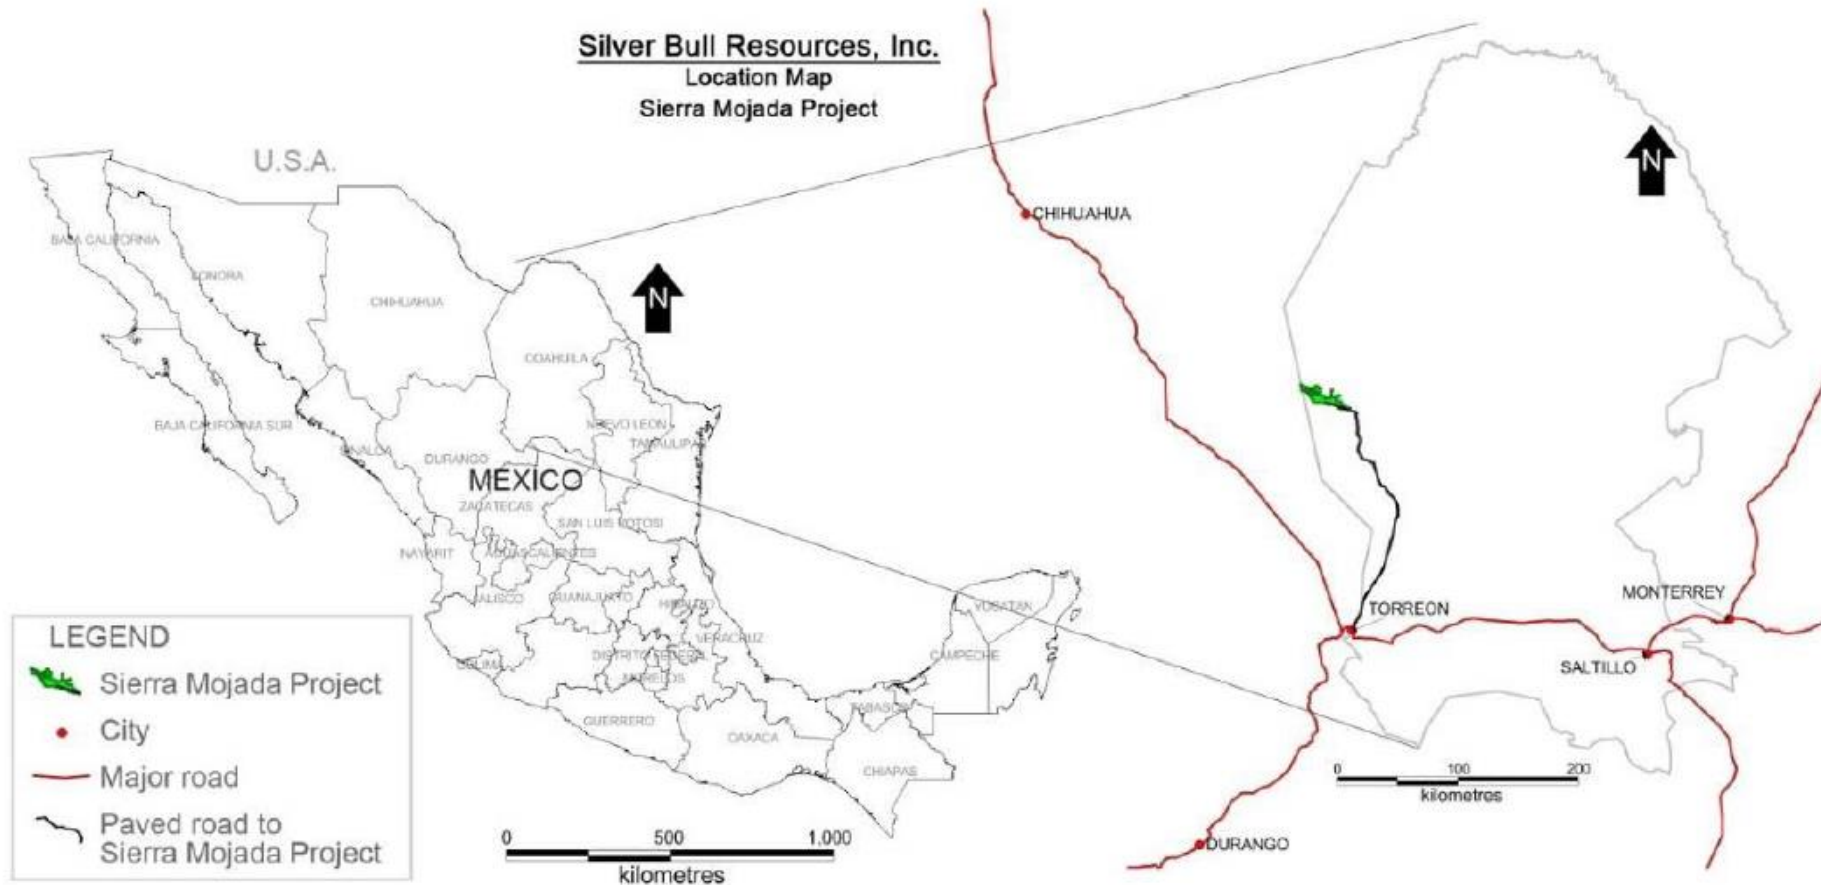 Silver Bull Resources, Inc.
Location Map
Sierra Mojada Project
U.S.A.
N
N
CHIHUAHUA
BAJA CALIFORNIA
SONORA
CHIHUAHUA
COAHUILA
NUEVO LEON
TAMAULIPA
BAJA CALIFORNIA SUR
SINALOA
DURANGO
MEXICO
ZACATECAS
SAN LUIS POTOSI
NAYARIT
AGUASCALIENTES
JALISCO
GUANAJUATO
HIDALGO
YUCATAN
VERACRUZ
CAMPECHE
COLIMA
DISTRITO FEDERAL
MORELOS
TABASCO
GUERRERO
OAXACA
CHIAPAS
TORREON
MONTERREY
SALTILLO
DURANGO
0 100 200
kilometres
0 500 1.000
kilometres
LEGEND
Sierra Mojada Project
City
Major road
Paved road to
Sierra Mojada Project